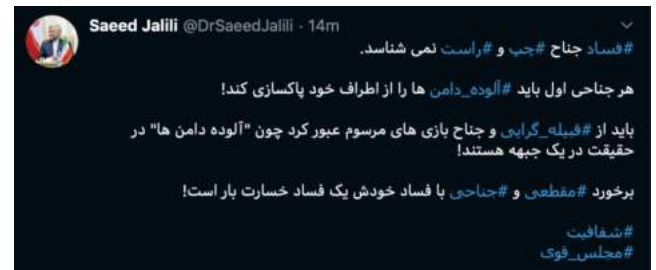 Saeed Jalili @DrSaeedJalili · 14m
#فساد جناح #چپ و #راست نمی شناسد.
هر جناحی اول باید #آلوده_دامن ها را از اطراف خود پاکسازی کند!
باید از #قبیله_گرایی و جناح بازی های مرسوم عبور کرد چون "آلوده دامن ها" در
حقیقت در یک جبهه هستند!
برخورد #مقطعی و #جناحی با فساد خودش یک فساد خسارت بار است!
#شفافیت
#مجلس_قوی